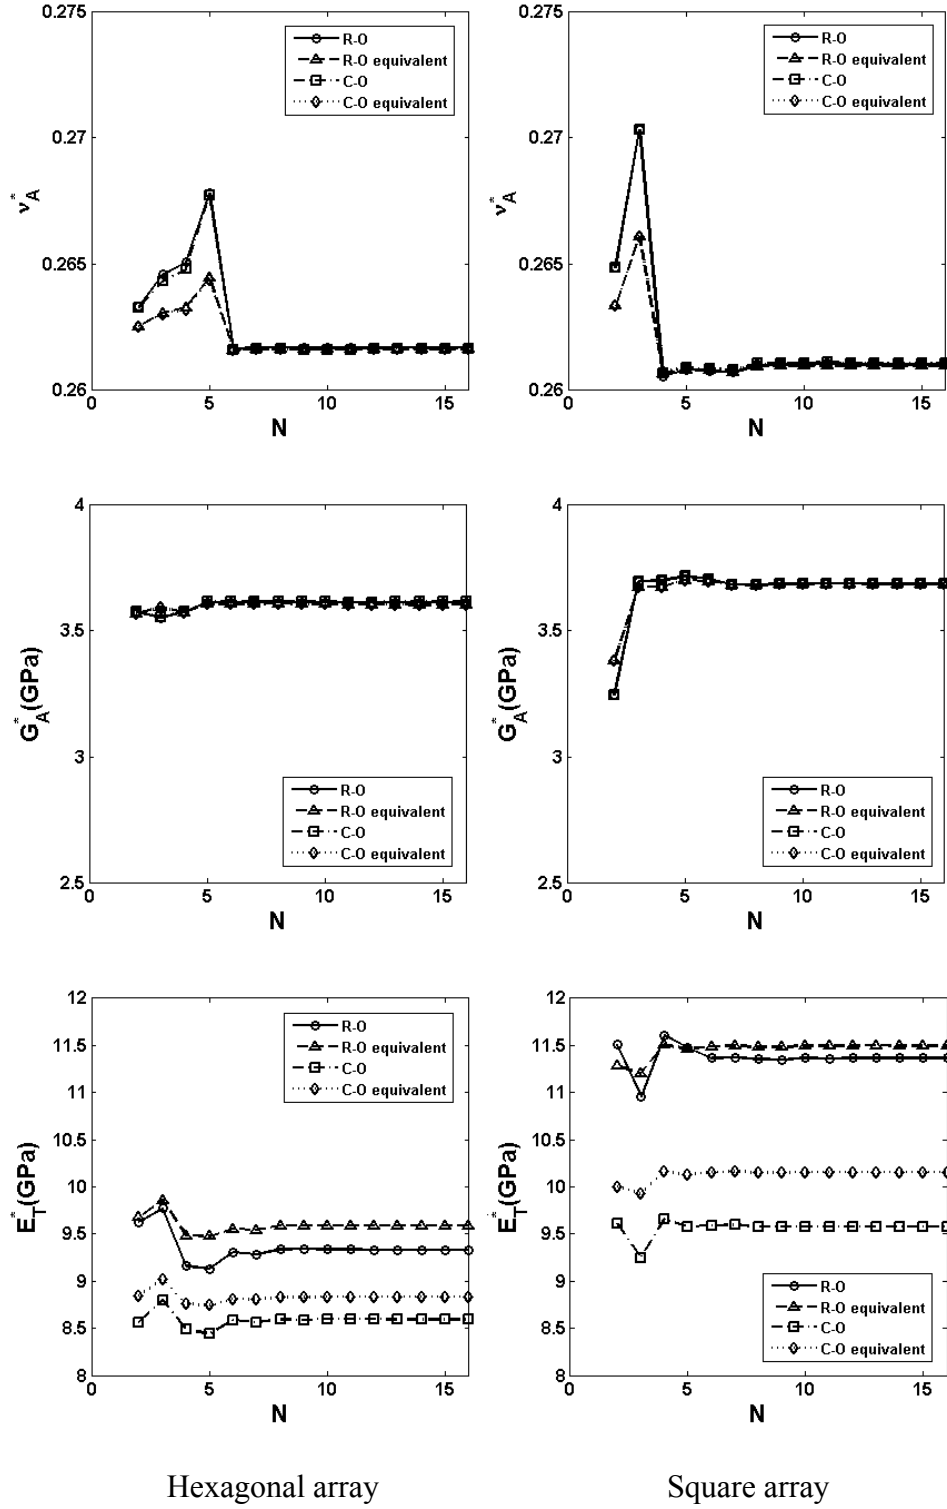 0.275
0.27
0.265
0.26
ν*A
0 5 10 15
N
R-O
R-O equivalent
C-O
C-O equivalent
0.275
0.27
0.265
0.26
ν*A
0 5 10 15
N
R-O
R-O equivalent
C-O
C-O equivalent
4
3.5
3
2.5
G*A(GPa)
0 5 10 15
N
R-O
R-O equivalent
C-O
C-O equivalent
4
3.5
3
2.5
G*A(GPa)
0 5 10 15
N
R-O
R-O equivalent
C-O
C-O equivalent
12
11.5
11
10.5
10
9.5
9
8.5
8
E*T(GPa)
0 5 10 15
N
R-O
R-O equivalent
C-O
C-O equivalent
12
11.5
11
10.5
10
9.5
9
8.5
8
E*T(GPa)
0 5 10 15
N
R-O
R-O equivalent
C-O
C-O equivalent
Hexagonal array
Square array